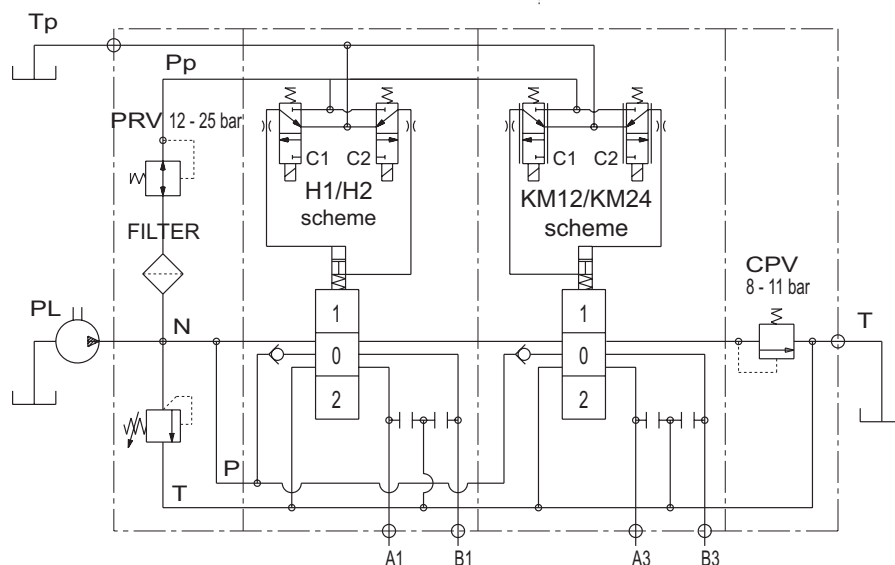 Tp
Pp
PRV 12 - 25 bar
C1 C2
C1 C2
H1/H2
scheme
KM12/KM24
scheme
FILTER
CPV
8 - 11 bar
PL
N
T
1
0
2
1
0
2
P
T
A1
B1
A3
B3